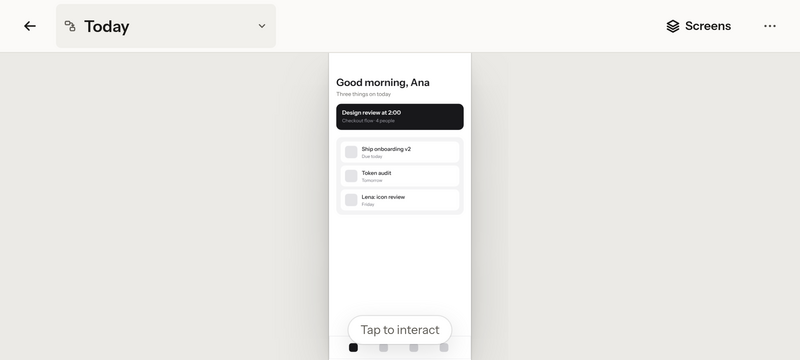 Today
Screens
Good morning, Ana
Three things on today
Design review at 2:00
Checkout flow · 4 people
Ship onboarding v2
Due today
Token audit
Tomorrow
Lena: icon review
Friday
Tap to interact